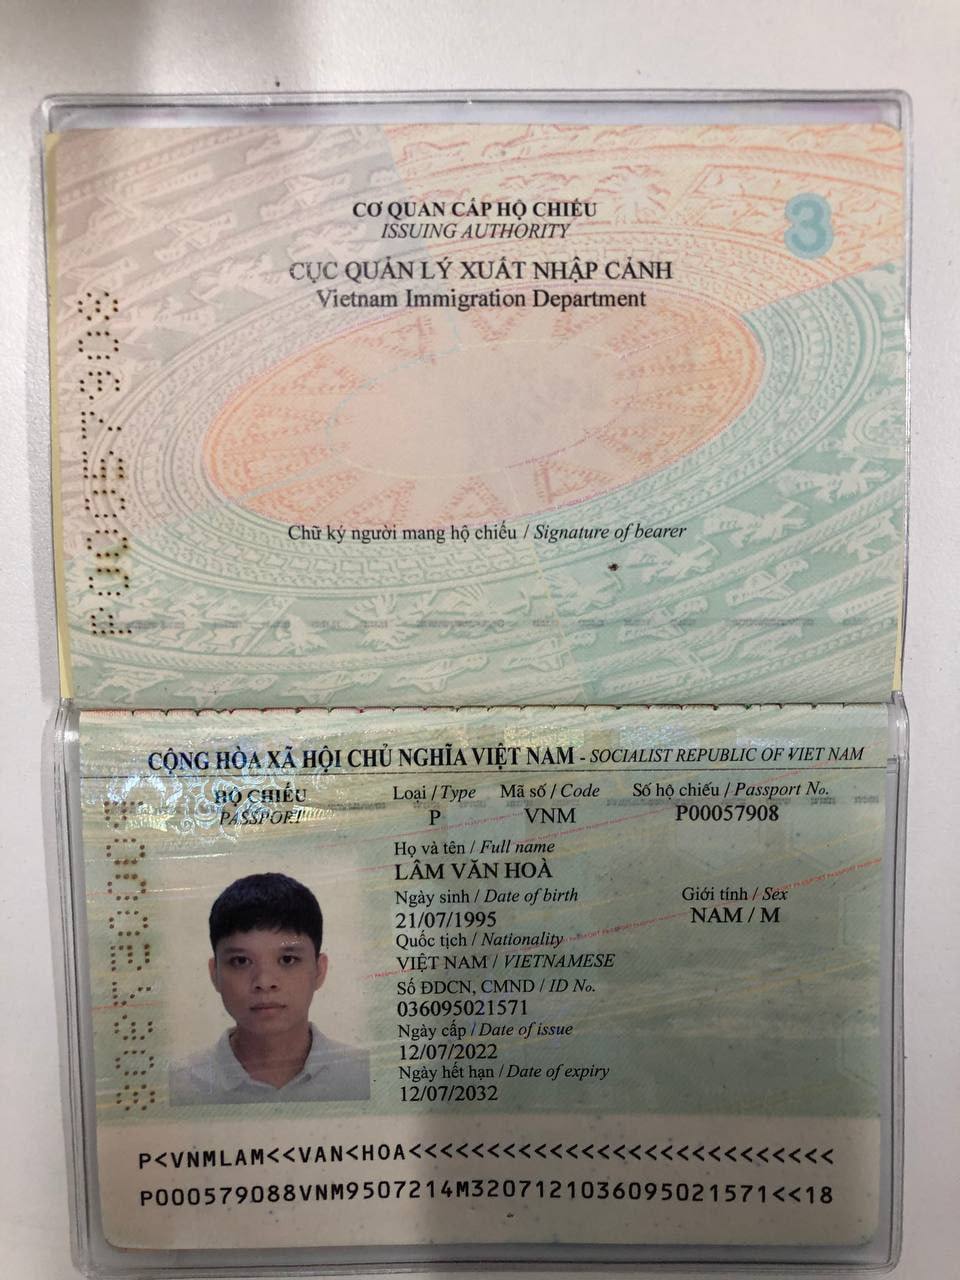 CƠ QUAN CẤP HỘ CHIẾU
ISSUING AUTHORITY
3
CỤC QUẢN LÝ XUẤT NHẬP CẢNH
Vietnam Immigration Department
P00057908
Chữ ký người mang hộ chiếu / Signature of bearer
CỘNG HÒA XÃ HỘI CHỦ NGHĨA VIỆT NAM - SOCIALIST REPUBLIC OF VIET NAM
HỘ CHIẾU
PASSPORT
Loại / Type Mã số / Code Số hộ chiếu / Passport No.
P VNM P00057908
Họ và tên / Full name
LÂM VĂN HOÀ
Ngày sinh / Date of birth Giới tính / Sex
21/07/1995 NAM / M
Quốc tịch / Nationality
VIỆT NAM / VIETNAMESE
Số ĐDCN, CMND / ID No.
036095021571
Ngày cấp / Date of issue
12/07/2022
Ngày hết hạn / Date of expiry
12/07/2032
P<VNMLAM<<VAN<HOA<<<<<<<<<<<<<<<<<<<<<<<<<<<
P000579088VNM9507214M3207121036095021571<<18